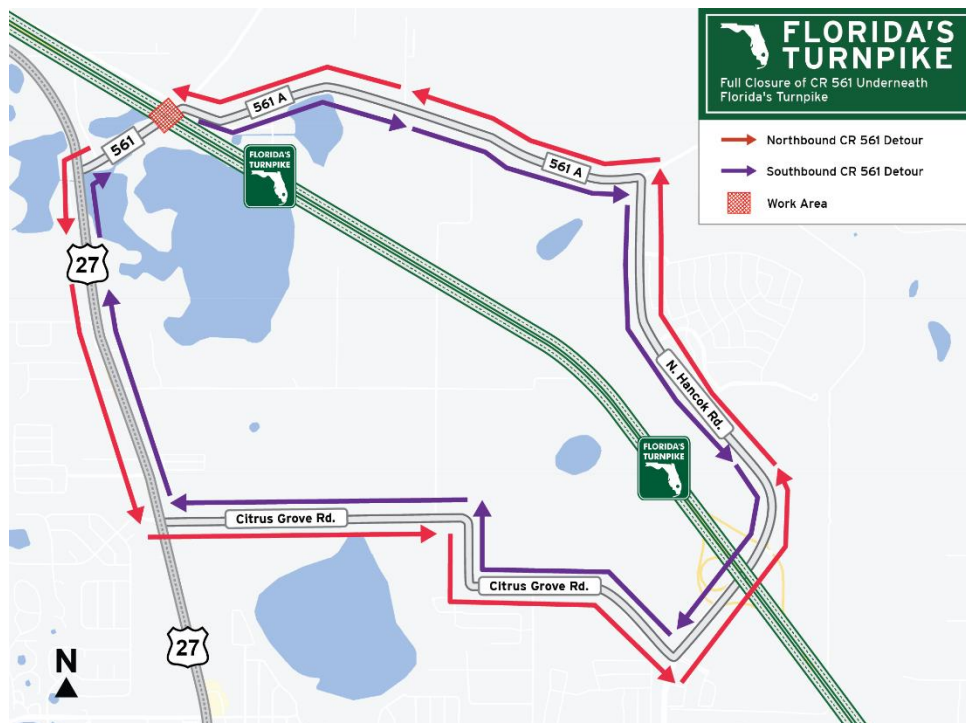 FLORIDA'S
TURNPIKE
Full Closure of CR 561 Underneath
Florida's Turnpike
Northbound CR 561 Detour
Southbound CR 561 Detour
Work Area
561 A
561
FLORIDA'S
TURNPIKE
561 A
27
N. Hancok Rd.
FLORIDA'S
TURNPIKE
Citrus Grove Rd.
Citrus Grove Rd.
27
N